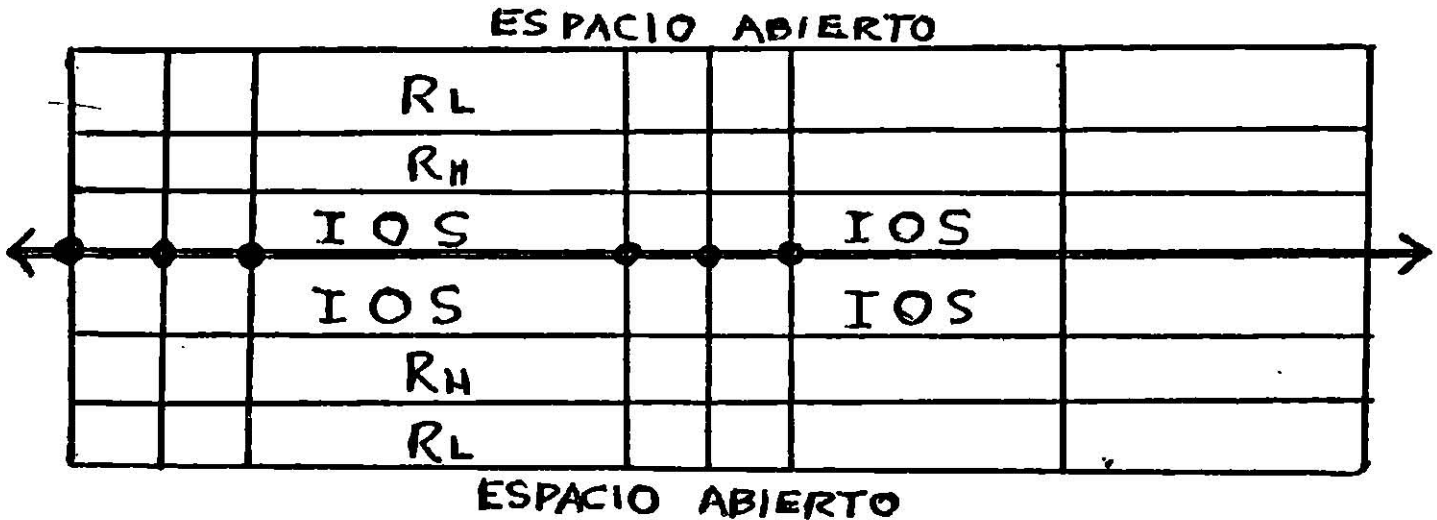 ESPACIO ABIERTO
RL
RH
IOS IOS
IOS IOS
RH
RL
ESPACIO ABIERTO